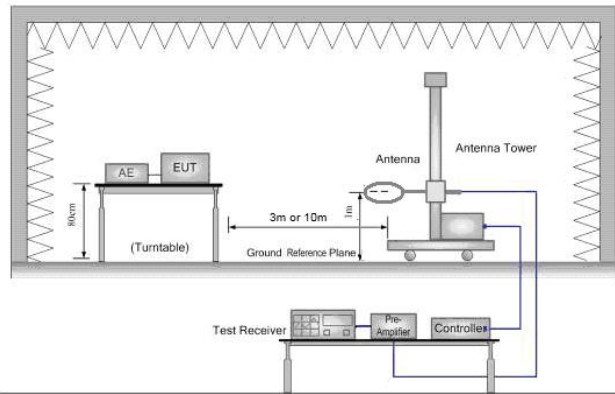 AE
EUT
Antenna
Antenna Tower
80cm
(Turntable)
3m or 10m
1m
Ground Reference Plane
Test Receiver
Pre-
Amplifier
Controller